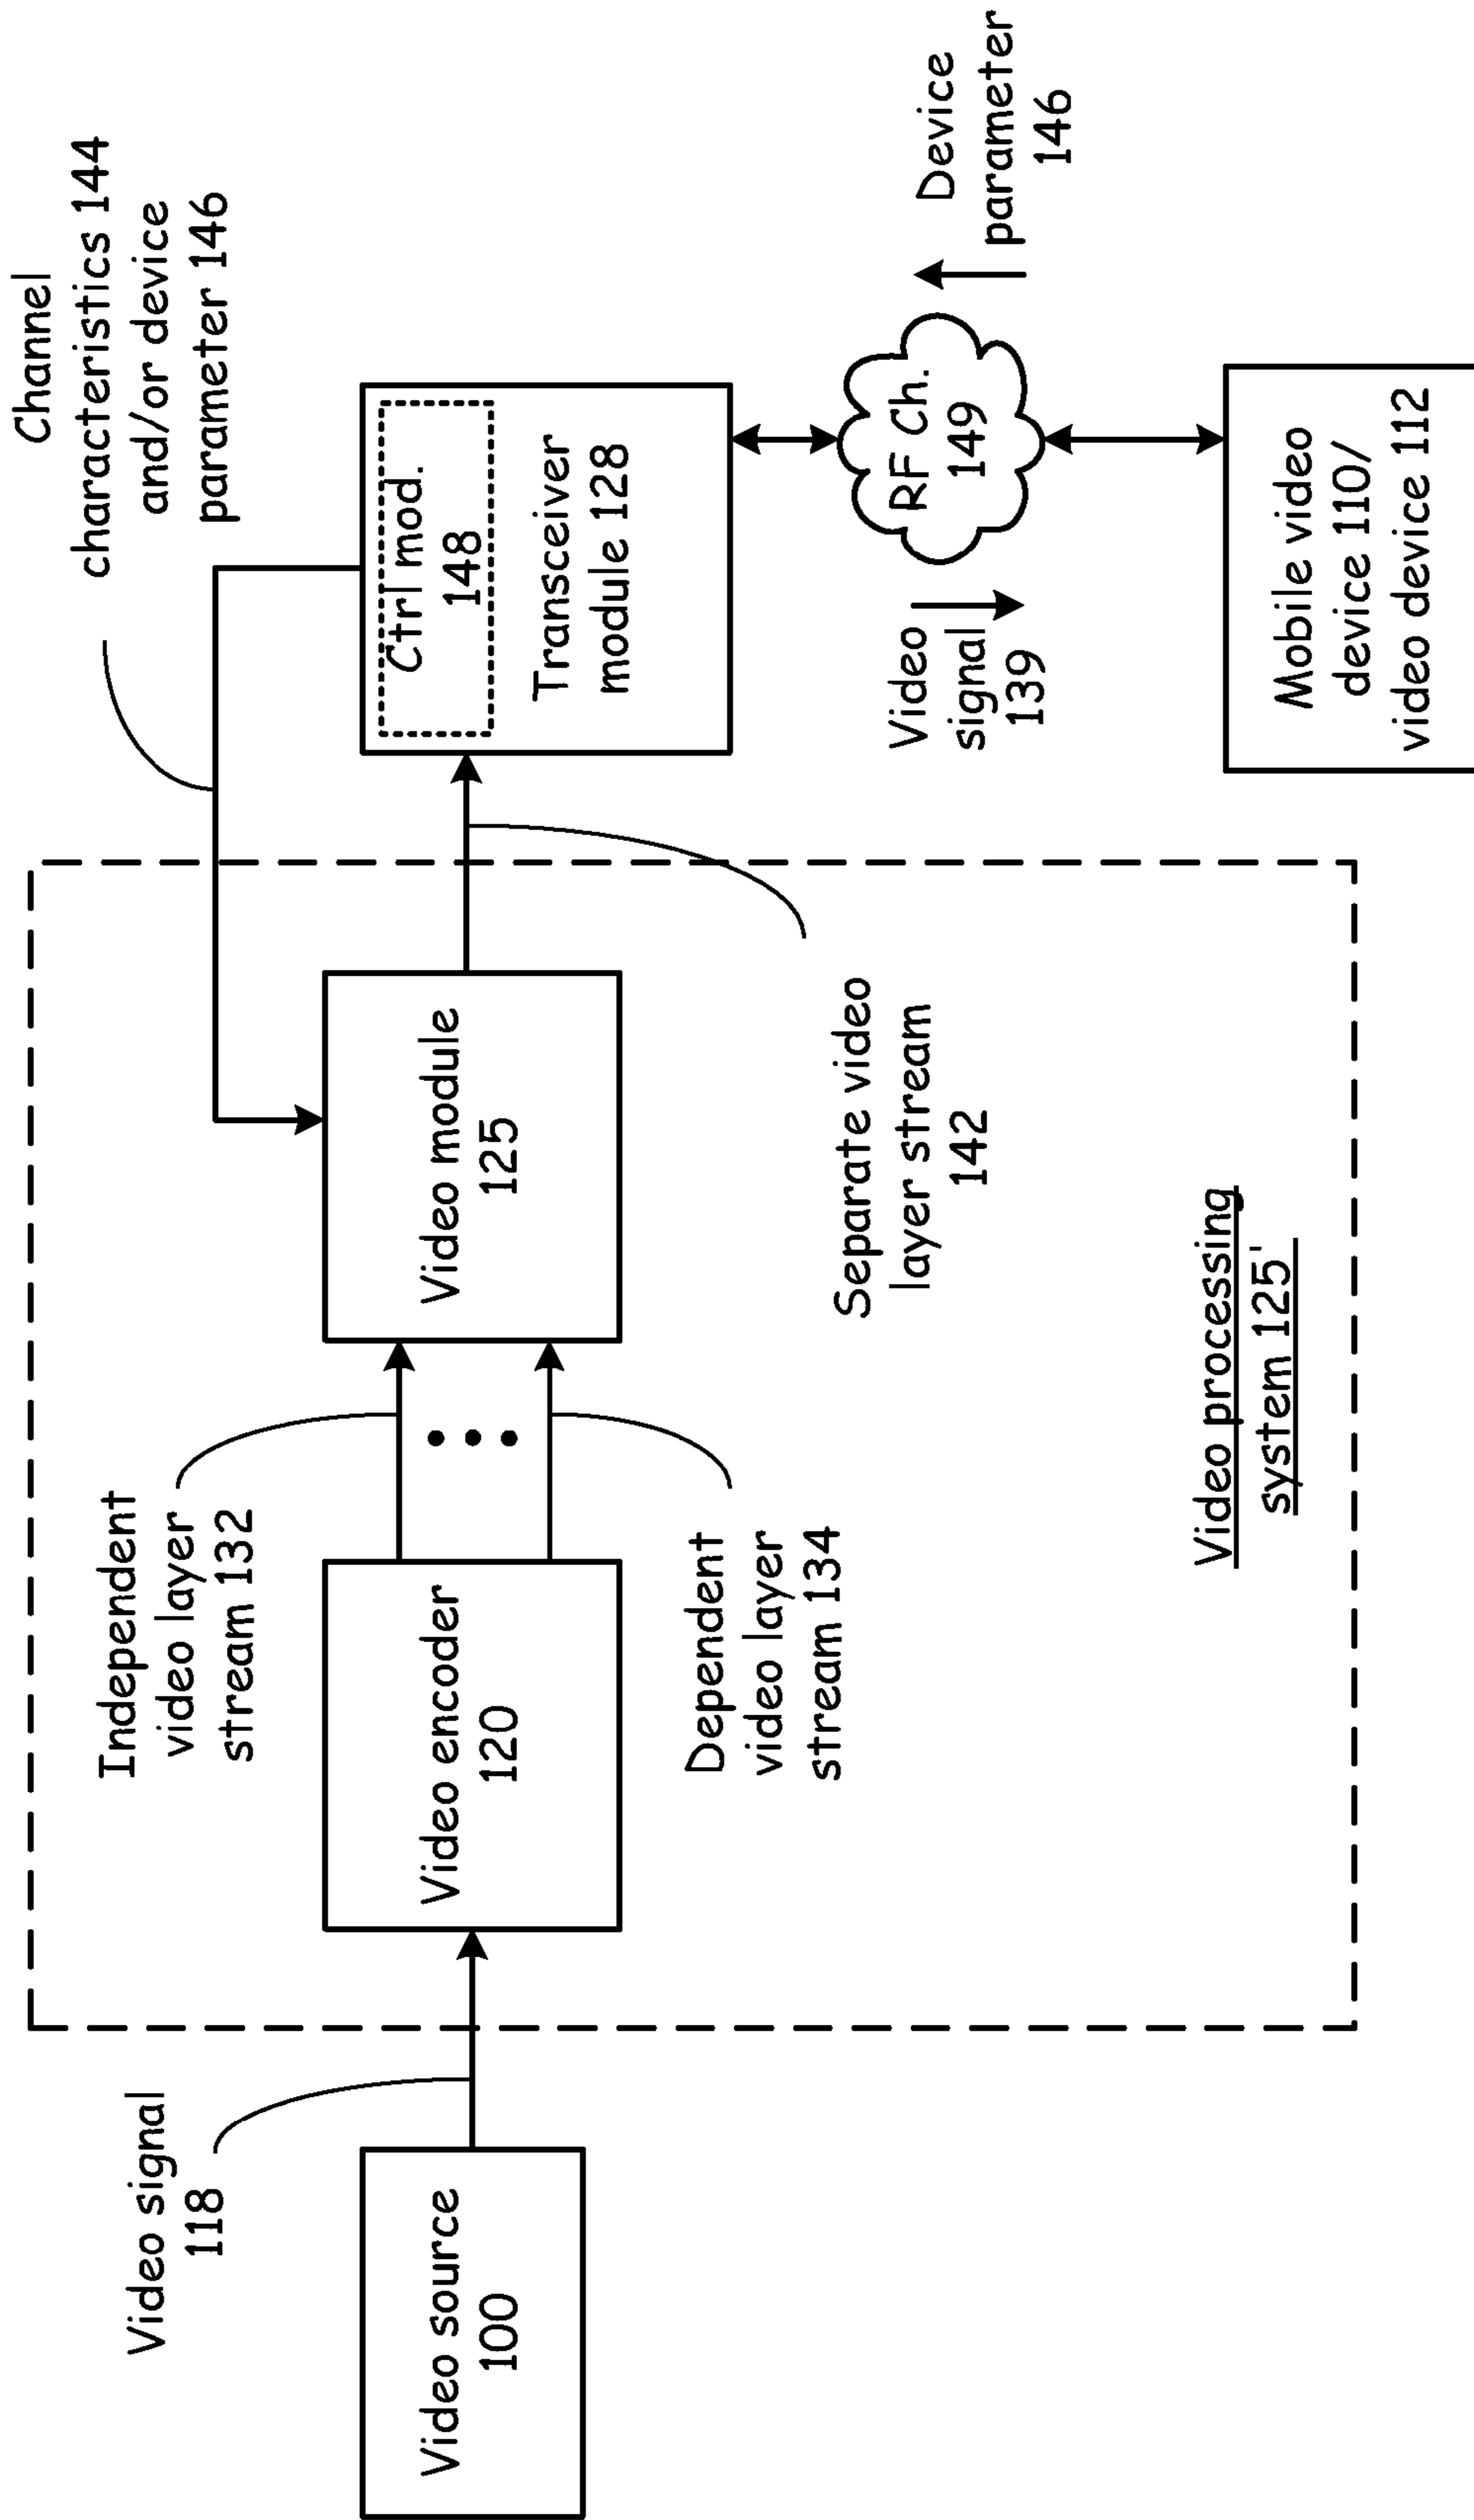 Video signal
118
Video source
100
Independent
video layer
stream 132
Video encoder
120
Dependent
video layer
stream 134
Video module
125
Separate video
layer stream
142
Video processing
system 125'
Channel
characteristics 144
and/or device
parameter 146
Ctrl mod.
148
Transceiver
module 128
Video
signal
139
RF Ch.
149
Device
parameter
146
Mobile video
device 110/
video device 112